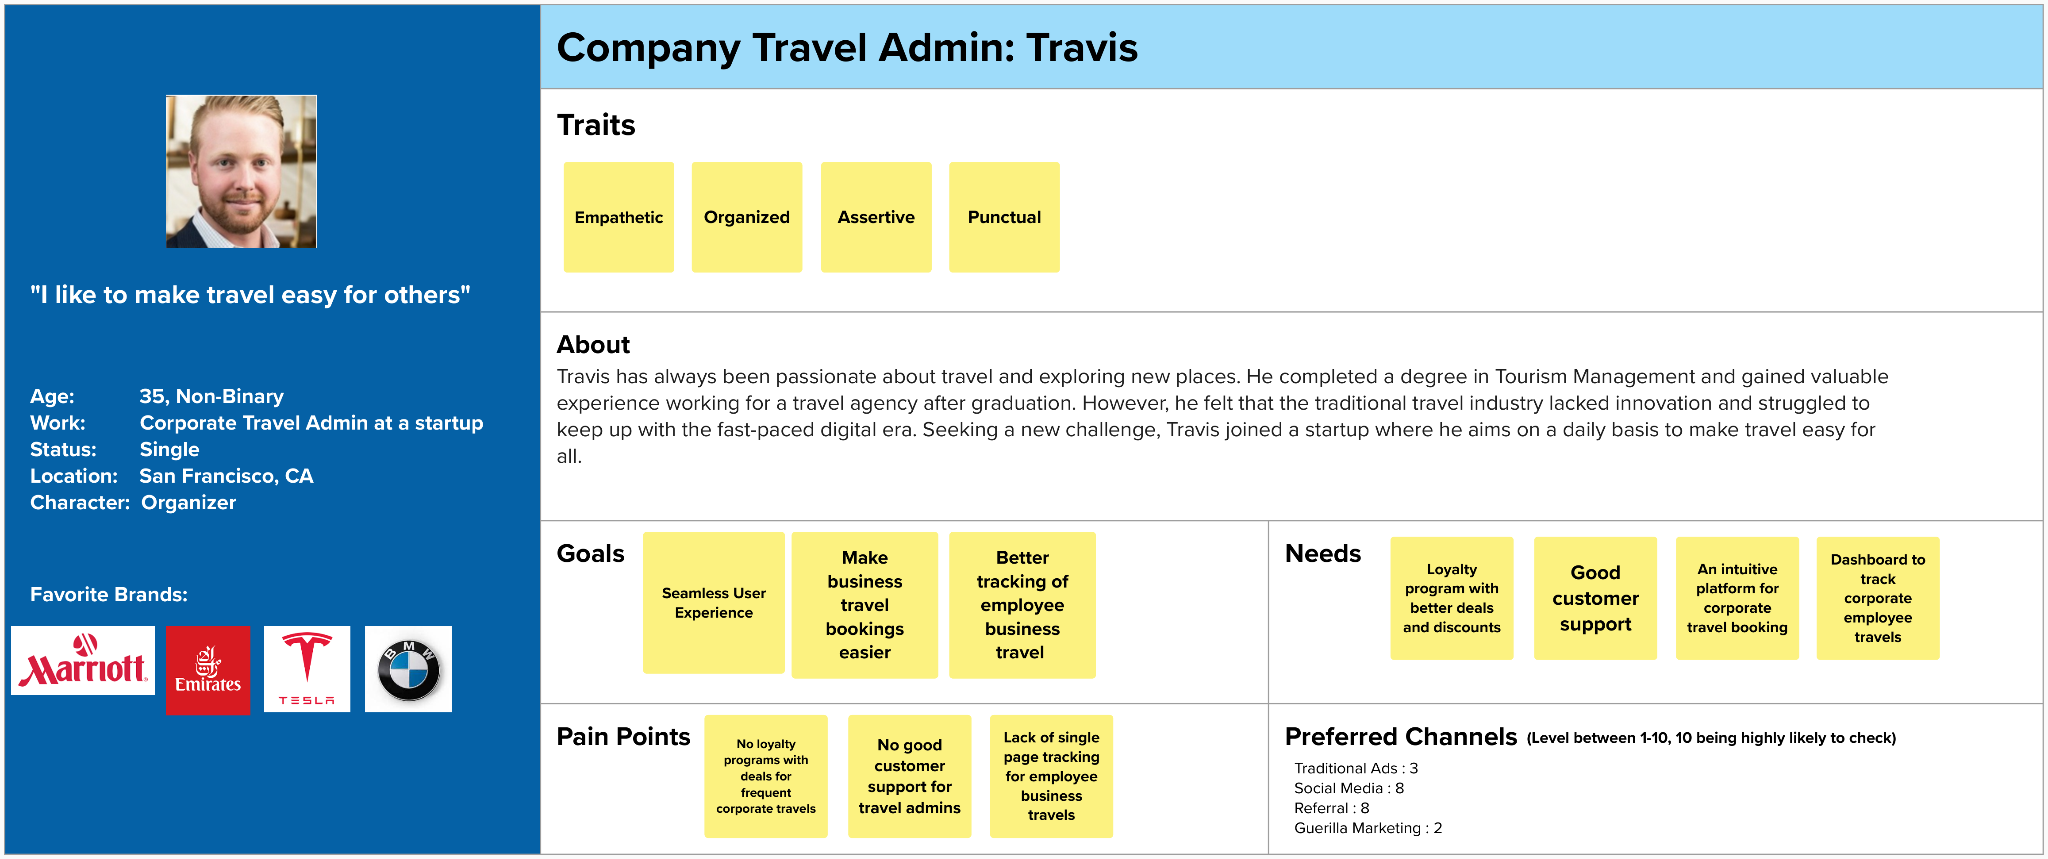 Company Travel Admin: Travis
"I like to make travel easy for others"
Age: 35, Non-Binary
Work: Corporate Travel Admin at a startup
Status: Single
Location: San Francisco, CA
Character: Organizer
Favorite Brands:
Marriott
Emirates
TESLA
BMW
Traits
Empathetic
Organized
Assertive
Punctual
About
Travis has always been passionate about travel and exploring new places. He completed a degree in Tourism Management and gained valuable
experience working for a travel agency after graduation. However, he felt that the traditional travel industry lacked innovation and struggled to
keep up with the fast-paced digital era. Seeking a new challenge, Travis joined a startup where he aims on a daily basis to make travel easy for
all.
Goals
Seamless User
Experience
Make
business
travel
bookings
easier
Better
tracking of
employee
business
travel
Needs
Loyalty
program with
better deals
and discounts
Good
customer
support
An intuitive
platform for
corporate
travel booking
Dashboard to
track
corporate
employee
travels
Pain Points
No loyalty
programs with
deals for
frequent
corporate travels
No good
customer
support for
travel admins
Lack of single
page tracking
for employee
business
travels
Preferred Channels (Level between 1-10, 10 being highly likely to check)
Traditional Ads : 3
Social Media : 8
Referral : 8
Guerilla Marketing : 2